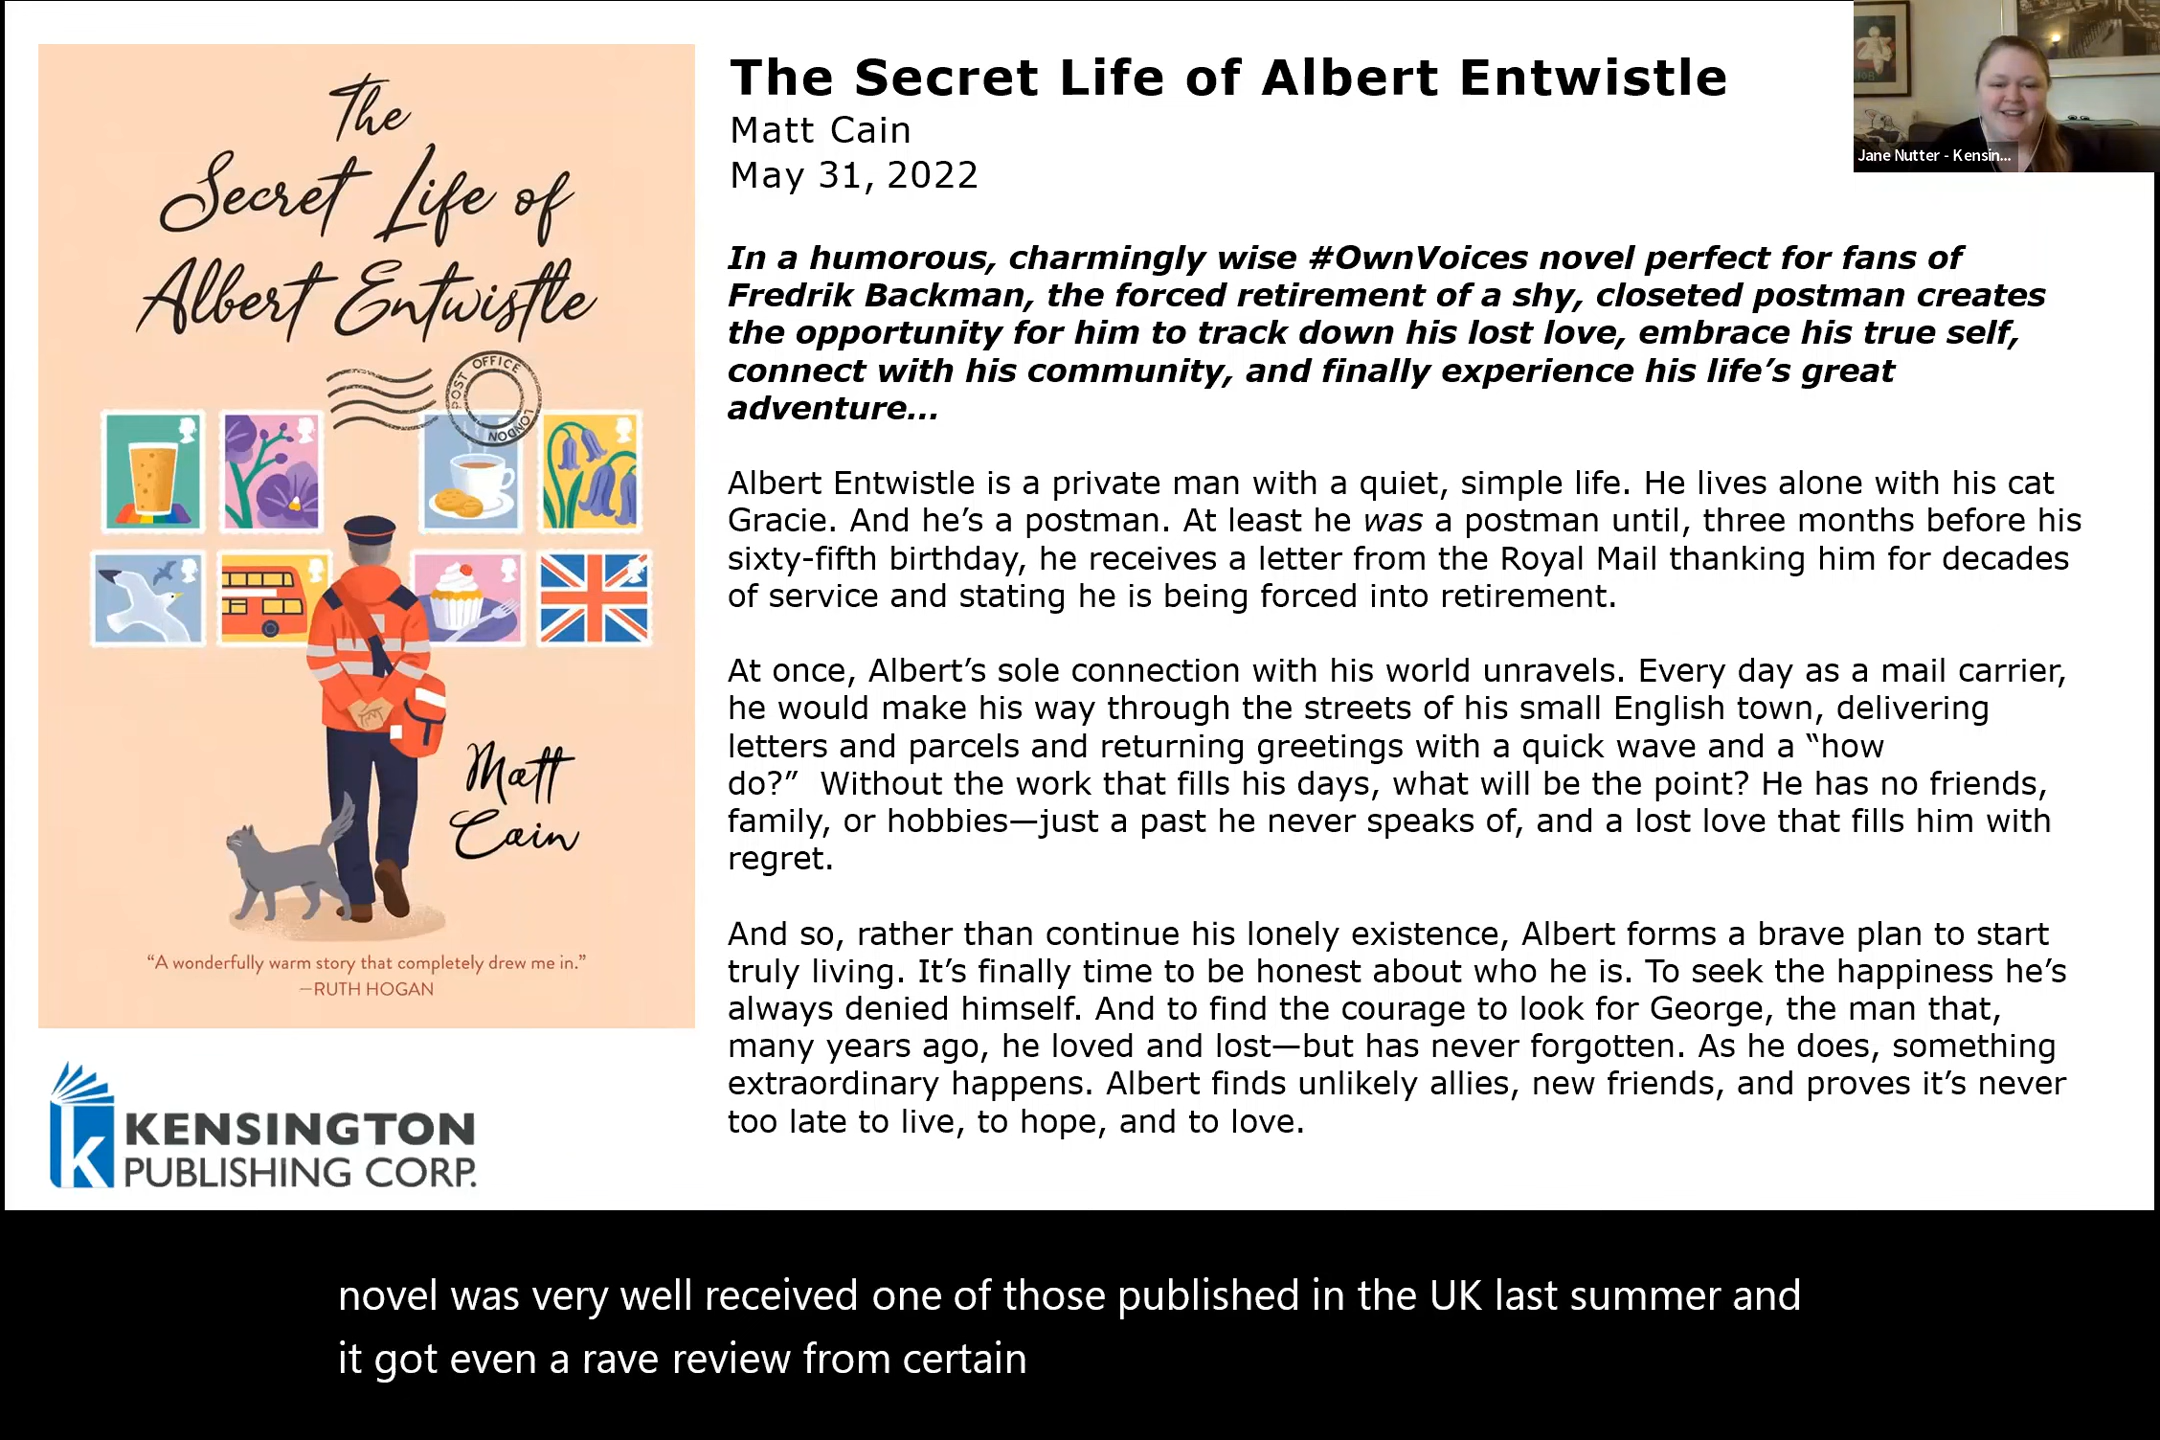 The
Secret Life of
Albert Entwistle
POST OFFICE
LONDON
Matt
Cain
“A wonderfully warm story that completely drew me in.”
—RUTH HOGAN
KENSINGTON
PUBLISHING CORP.
The Secret Life of Albert Entwistle
Matt Cain
May 31, 2022
In a humorous, charmingly wise #OwnVoices novel perfect for fans of
Fredrik Backman, the forced retirement of a shy, closeted postman creates
the opportunity for him to track down his lost love, embrace his true self,
connect with his community, and finally experience his life’s great
adventure…
Albert Entwistle is a private man with a quiet, simple life. He lives alone with his cat
Gracie. And he’s a postman. At least he was a postman until, three months before his
sixty-fifth birthday, he receives a letter from the Royal Mail thanking him for decades
of service and stating he is being forced into retirement.
At once, Albert’s sole connection with his world unravels. Every day as a mail carrier,
he would make his way through the streets of his small English town, delivering
letters and parcels and returning greetings with a quick wave and a “how
do?”  Without the work that fills his days, what will be the point? He has no friends,
family, or hobbies—just a past he never speaks of, and a lost love that fills him with
regret.
And so, rather than continue his lonely existence, Albert forms a brave plan to start
truly living. It’s finally time to be honest about who he is. To seek the happiness he’s
always denied himself. And to find the courage to look for George, the man that,
many years ago, he loved and lost—but has never forgotten. As he does, something
extraordinary happens. Albert finds unlikely allies, new friends, and proves it’s never
too late to live, to hope, and to love.
Jane Nutter - Kensin...
novel was very well received one of those published in the UK last summer and
it got even a rave review from certain